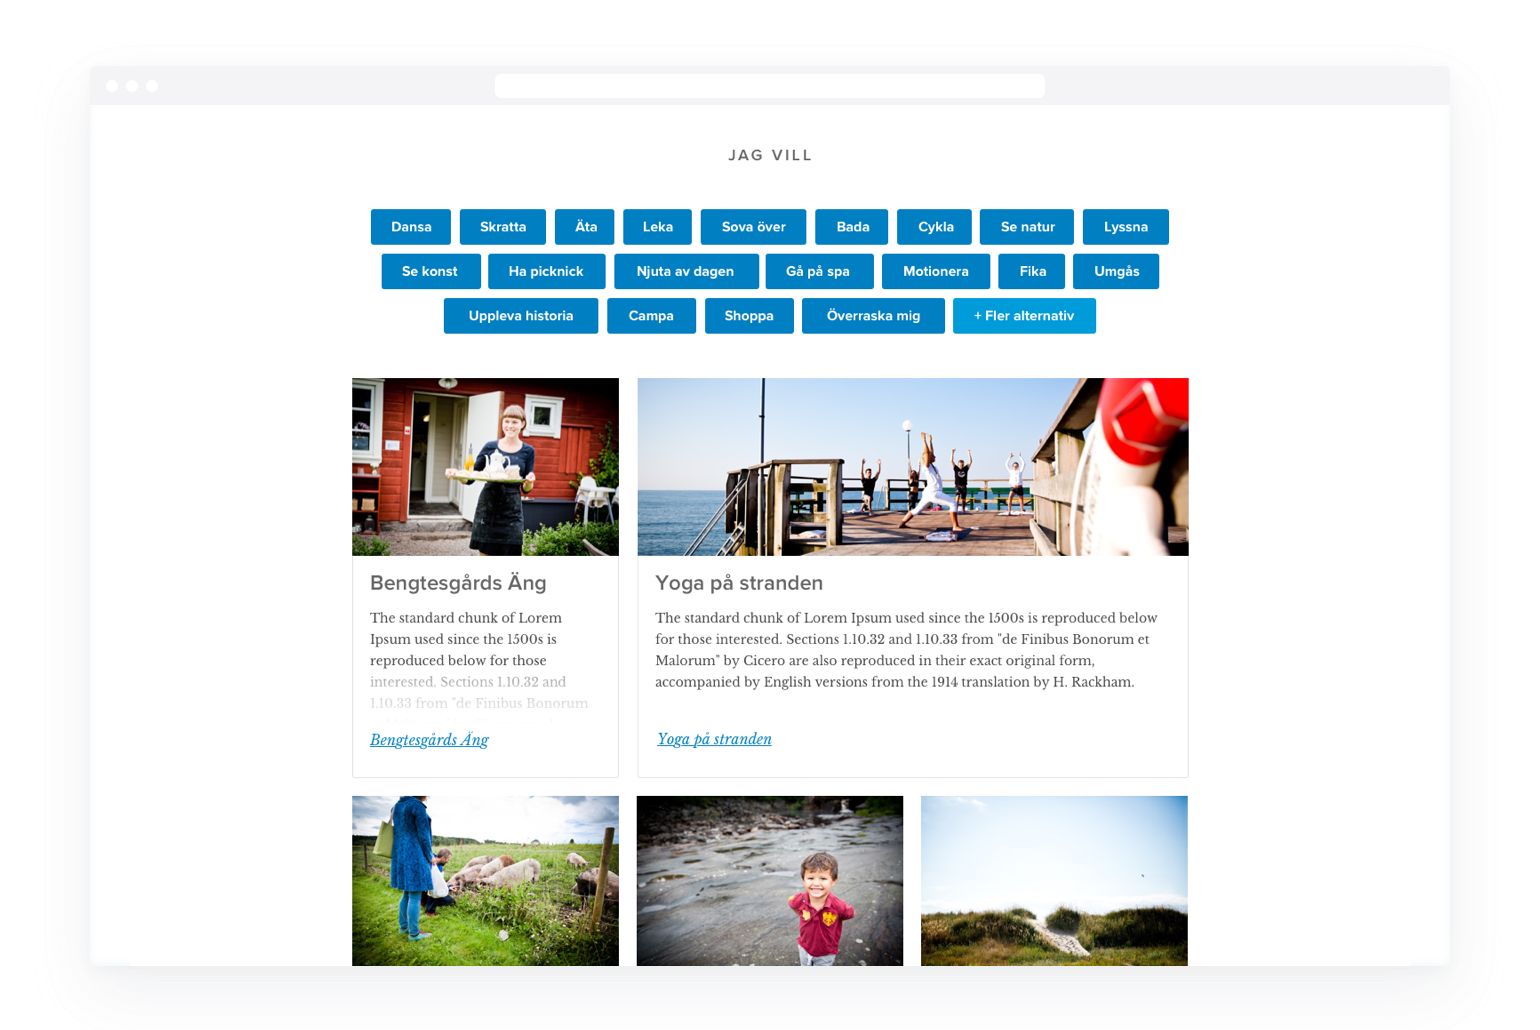 JAG VILL
Dansa Skratta Äta Leka Sova över Bada Cykla Se natur Lyssna
Se konst Ha picknick Njuta av dagen Gå på spa Motionera Fika Umgås
Uppleva historia Campa Shoppa Överraska mig + Fler alternativ
Bengtesgårds Äng
The standard chunk of Lorem
Ipsum used since the 1500s is
reproduced below for those
interested. Sections 1.10.32 and
1.10.33 from "de Finibus Bonorum
Bengtesgårds Äng
Yoga på stranden
The standard chunk of Lorem Ipsum used since the 1500s is reproduced below
for those interested. Sections 1.10.32 and 1.10.33 from "de Finibus Bonorum et
Malorum" by Cicero are also reproduced in their exact original form,
accompanied by English versions from the 1914 translation by H. Rackham.
Yoga på stranden